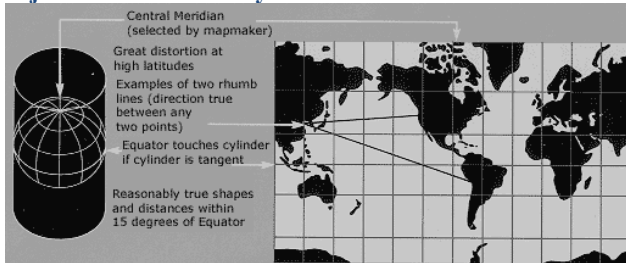 Central Meridian
(selected by mapmaker)
Great distortion at
high latitudes
Examples of two rhumb
lines (direction true
between any
two points)
Equator touches cylinder
if cylinder is tangent
Reasonably true shapes
and distances within
15 degrees of Equator